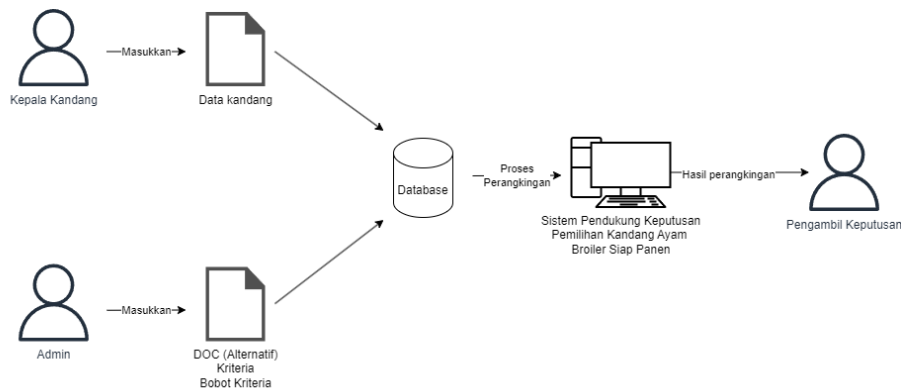 Kepala Kandang
Masukkan
Data kandang
Database
Proses
Perangkingan
Sistem Pendukung Keputusan
Pemilihan Kandang Ayam
Broiler Siap Panen
Hasil perangkingan
Pengambil Keputusan
Admin
Masukkan
DOC (Alternatif)
Kriteria
Bobot Kriteria